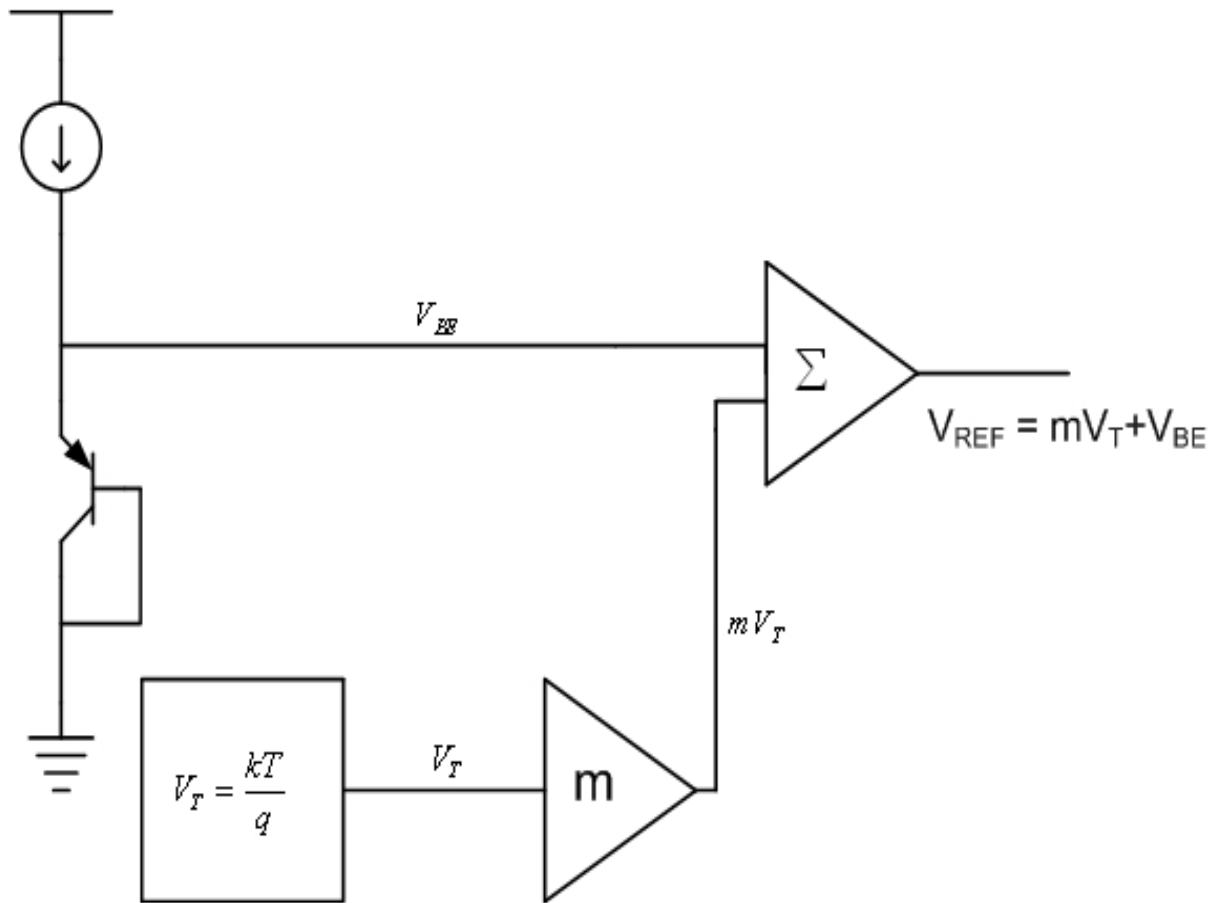 V_BE
Σ
V_REF = mV_T+V_BE
mV_T
V_T = kT/q
V_T
m